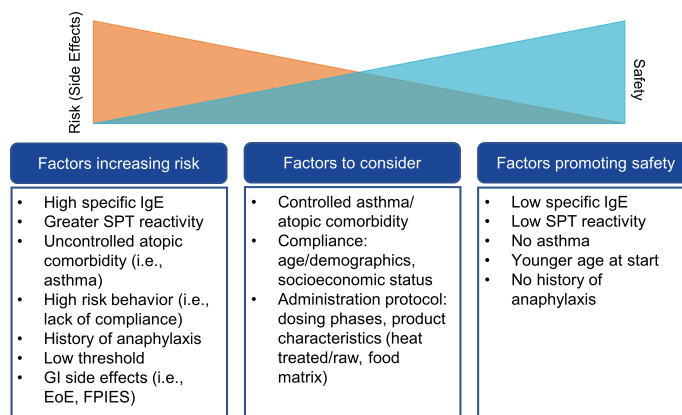 Risk (Side Effects)
Safety
Factors increasing risk
• High specific IgE
• Greater SPT reactivity
• Uncontrolled atopic
comorbidity (i.e.,
asthma)
• High risk behavior (i.e.,
lack of compliance)
• History of anaphylaxis
• Low threshold
• GI side effects (i.e.,
EoE, FPIES)
Factors to consider
• Controlled asthma/
atopic comorbidity
• Compliance:
age/demographics,
socioeconomic status
• Administration protocol:
dosing phases, product
characteristics (heat
treated/raw, food
matrix)
Factors promoting safety
• Low specific IgE
• Low SPT reactivity
• No asthma
• Younger age at start
• No history of
anaphylaxis